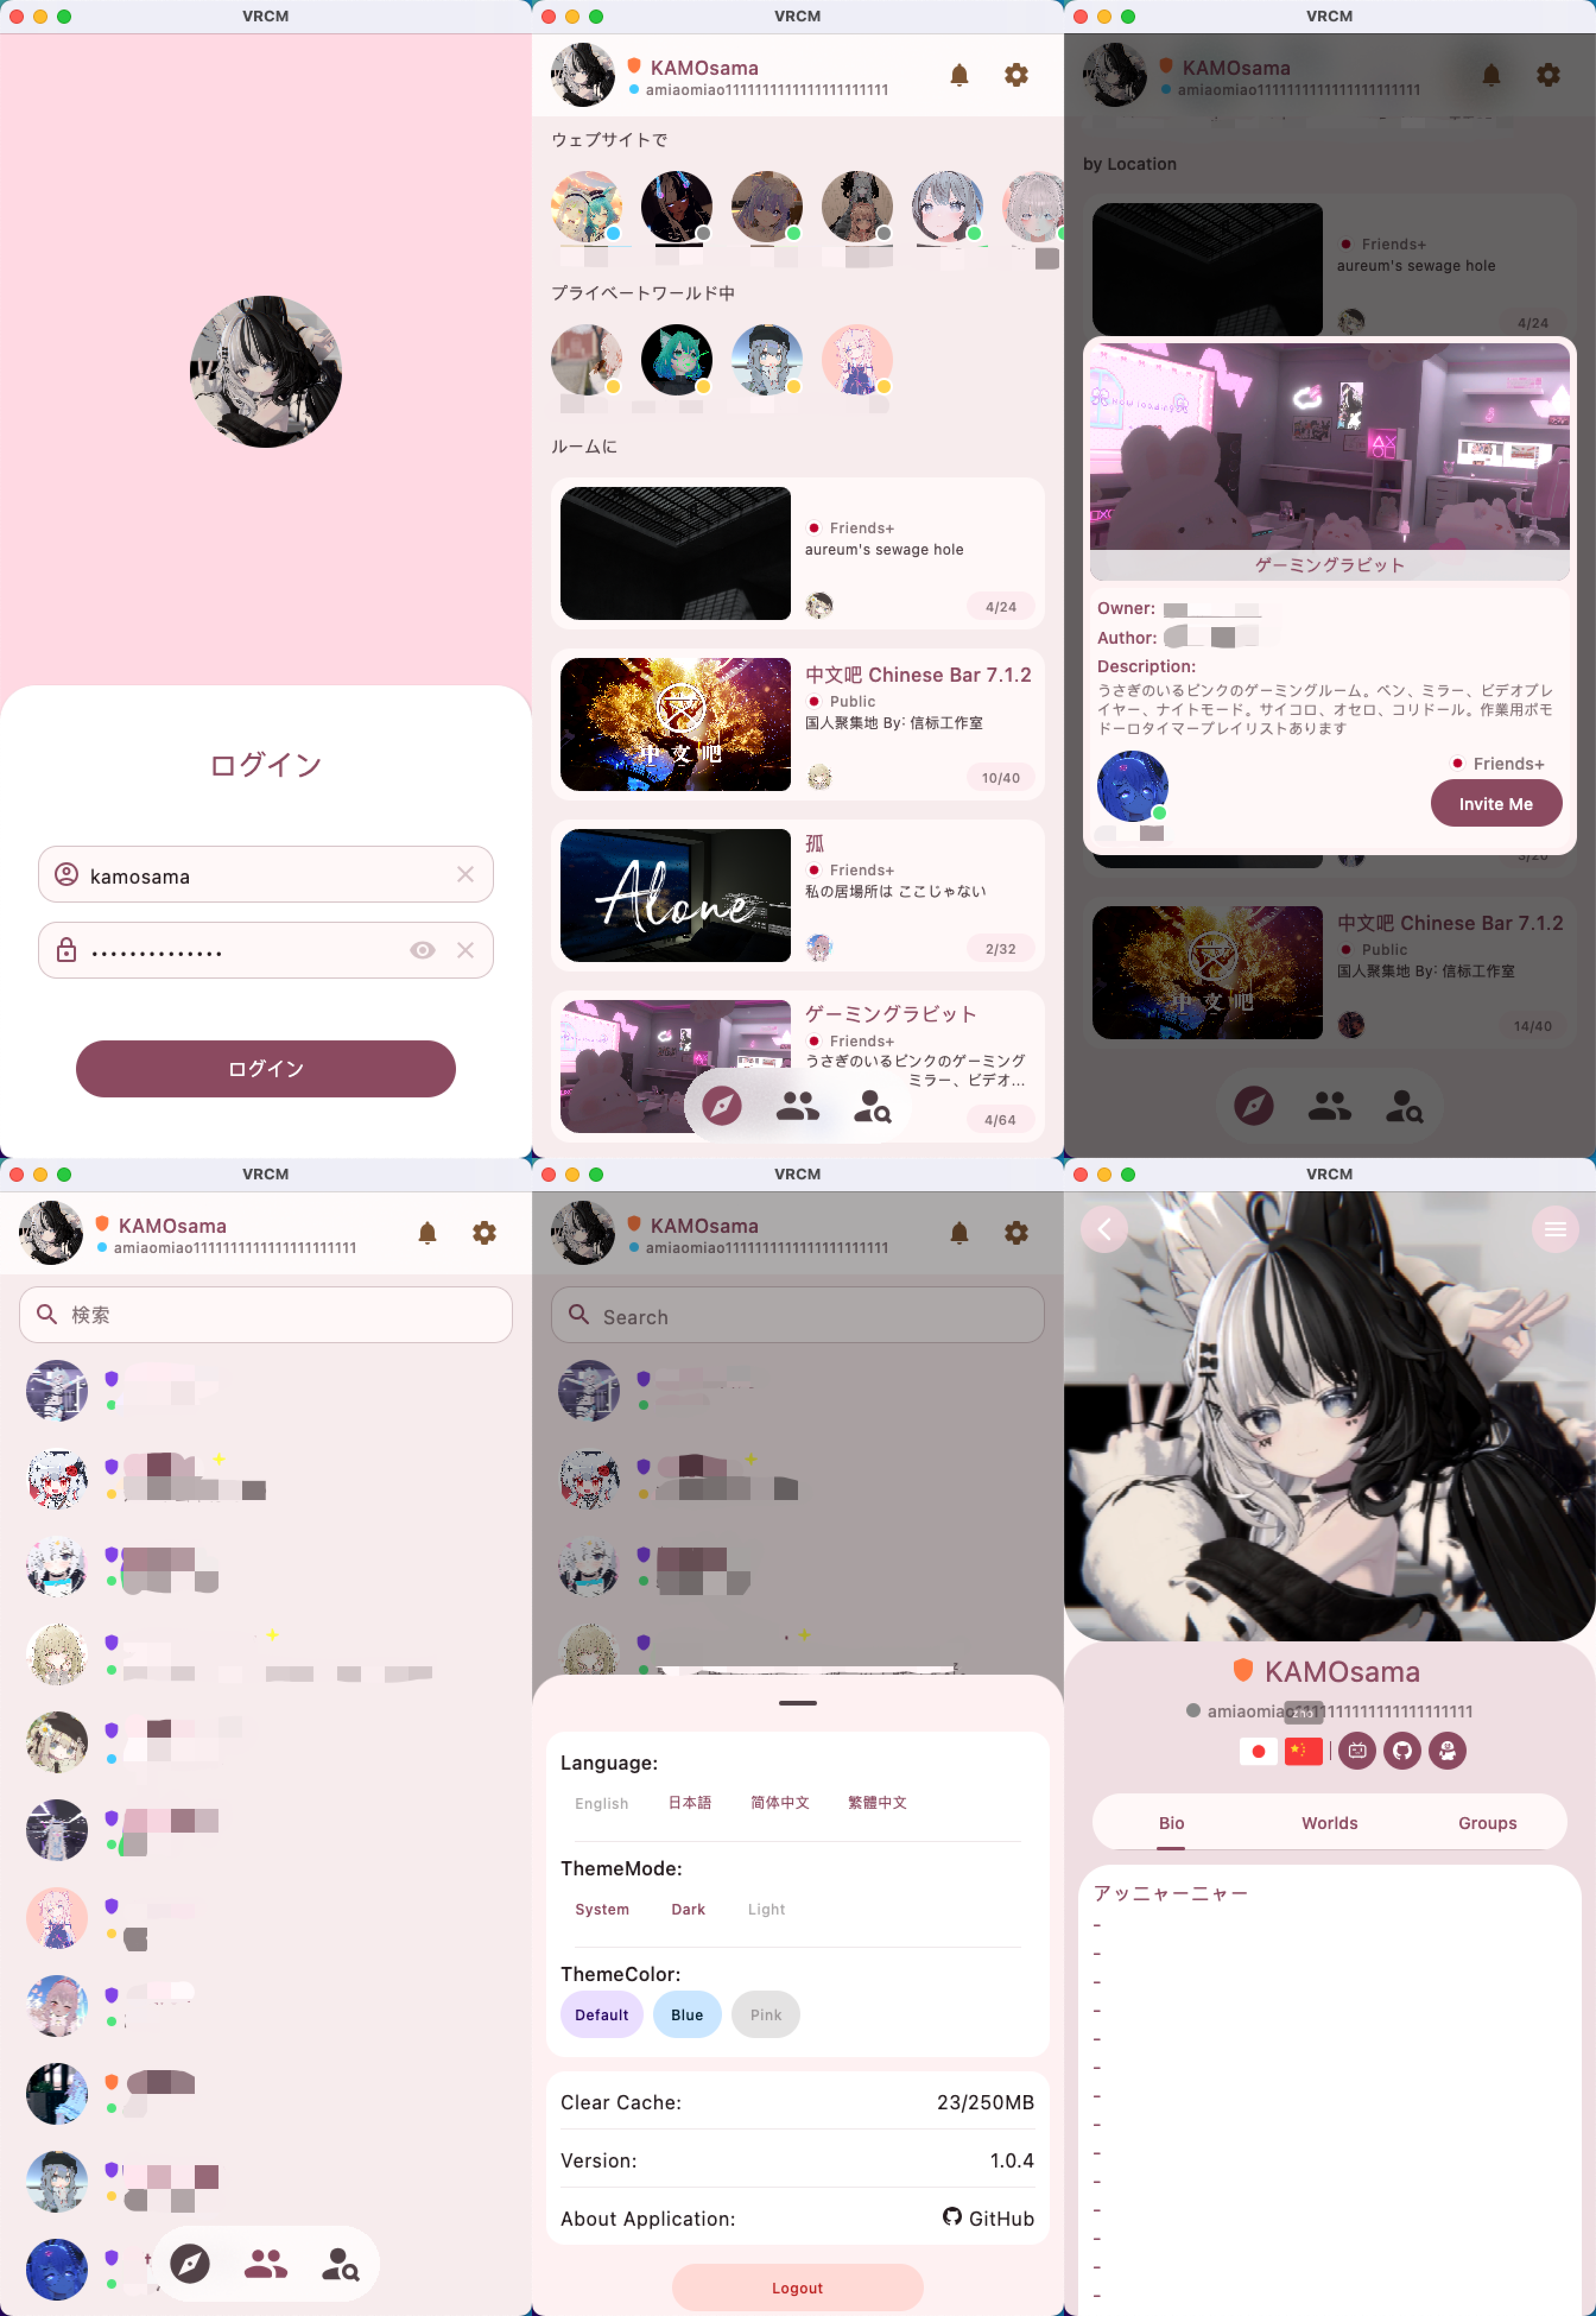 VRCM
ログイン
kamosama
ログイン
VRCM
KAMOsama
amiaomiao1111111111111111111111
ウェブサイトで
プライベートワールド中
ルームに
Friends+
aureum's sewage hole
4/24
中文吧 Chinese Bar 7.1.2
Public
国人聚集地 By: 信标工作室
中文吧
10/40
孤
Friends+
私の居場所は ここじゃない
Alone
2/32
ゲーミングラビット
Friends+
うさぎのいるピンクのゲーミング
ミラー、ビデオ...
4/64
VRCM
KAMOsama
amiaomiao1111111111111111111111
by Location
Friends+
aureum's sewage hole
4/24
ゲーミングラビット
Owner:
Author:
Description:
うさぎのいるピンクのゲーミングルーム。ペン、ミラー、ビデオプレ
イヤー、ナイトモード。サイコロ、オセロ、コリドール。作業用ポモ
ドーロタイマープレイリストあります
Friends+
Invite Me
中文吧 Chinese Bar 7.1.2
Public
国人聚集地 By: 信标工作室
中文吧
14/40
VRCM
KAMOsama
amiaomiao1111111111111111111111
検索
VRCM
KAMOsama
amiaomiao1111111111111111111111
Search
Language:
English 日本語 简体中文 繁體中文
ThemeMode:
System Dark Light
ThemeColor:
Default Blue Pink
Clear Cache: 23/250MB
Version: 1.0.4
About Application: GitHub
Logout
VRCM
KAMOsama
zho
Bio Worlds Groups
アッニャーニャー
-
-
-
-
-
-
-
-
-
-
-
-
-
-